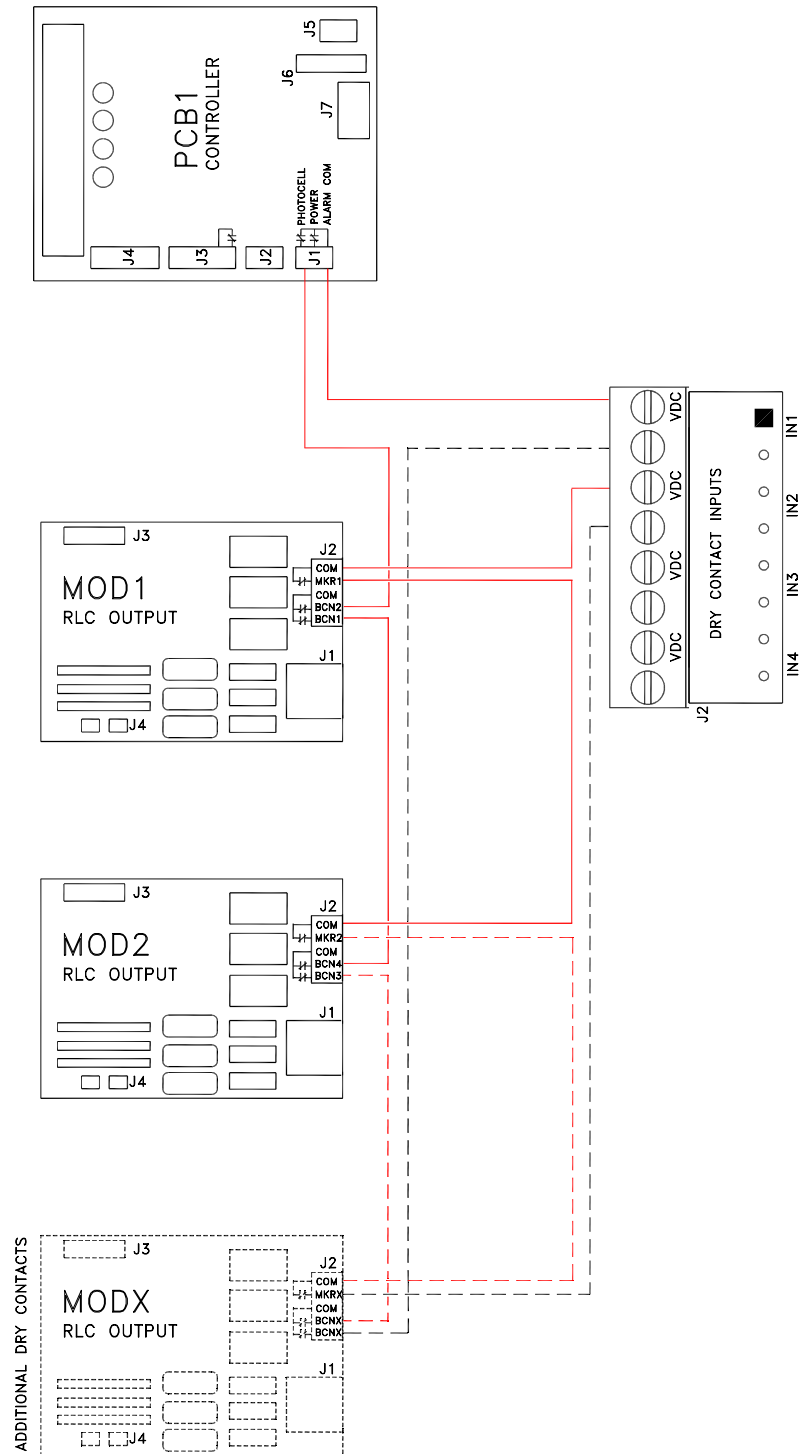 J5
J6
J7
PCB1
CONTROLLER
PHOTOCELL
POWER
ALARM COM
J4
J3
J2
J1
VDC
VDC
VDC
VDC
DRY CONTACT INPUTS
IN1
IN2
IN3
IN4
J2
J3
MOD1
RLC OUTPUT
J2
COM
MKR1
COM
BCN2
BCN1
J1
J4
J3
MOD2
RLC OUTPUT
J2
COM
MKR2
COM
BCN4
BCN3
J1
J4
ADDITIONAL DRY CONTACTS
J3
MODX
RLC OUTPUT
J2
COM
MKRX
COM
BCNX
BCNX
J1
J4